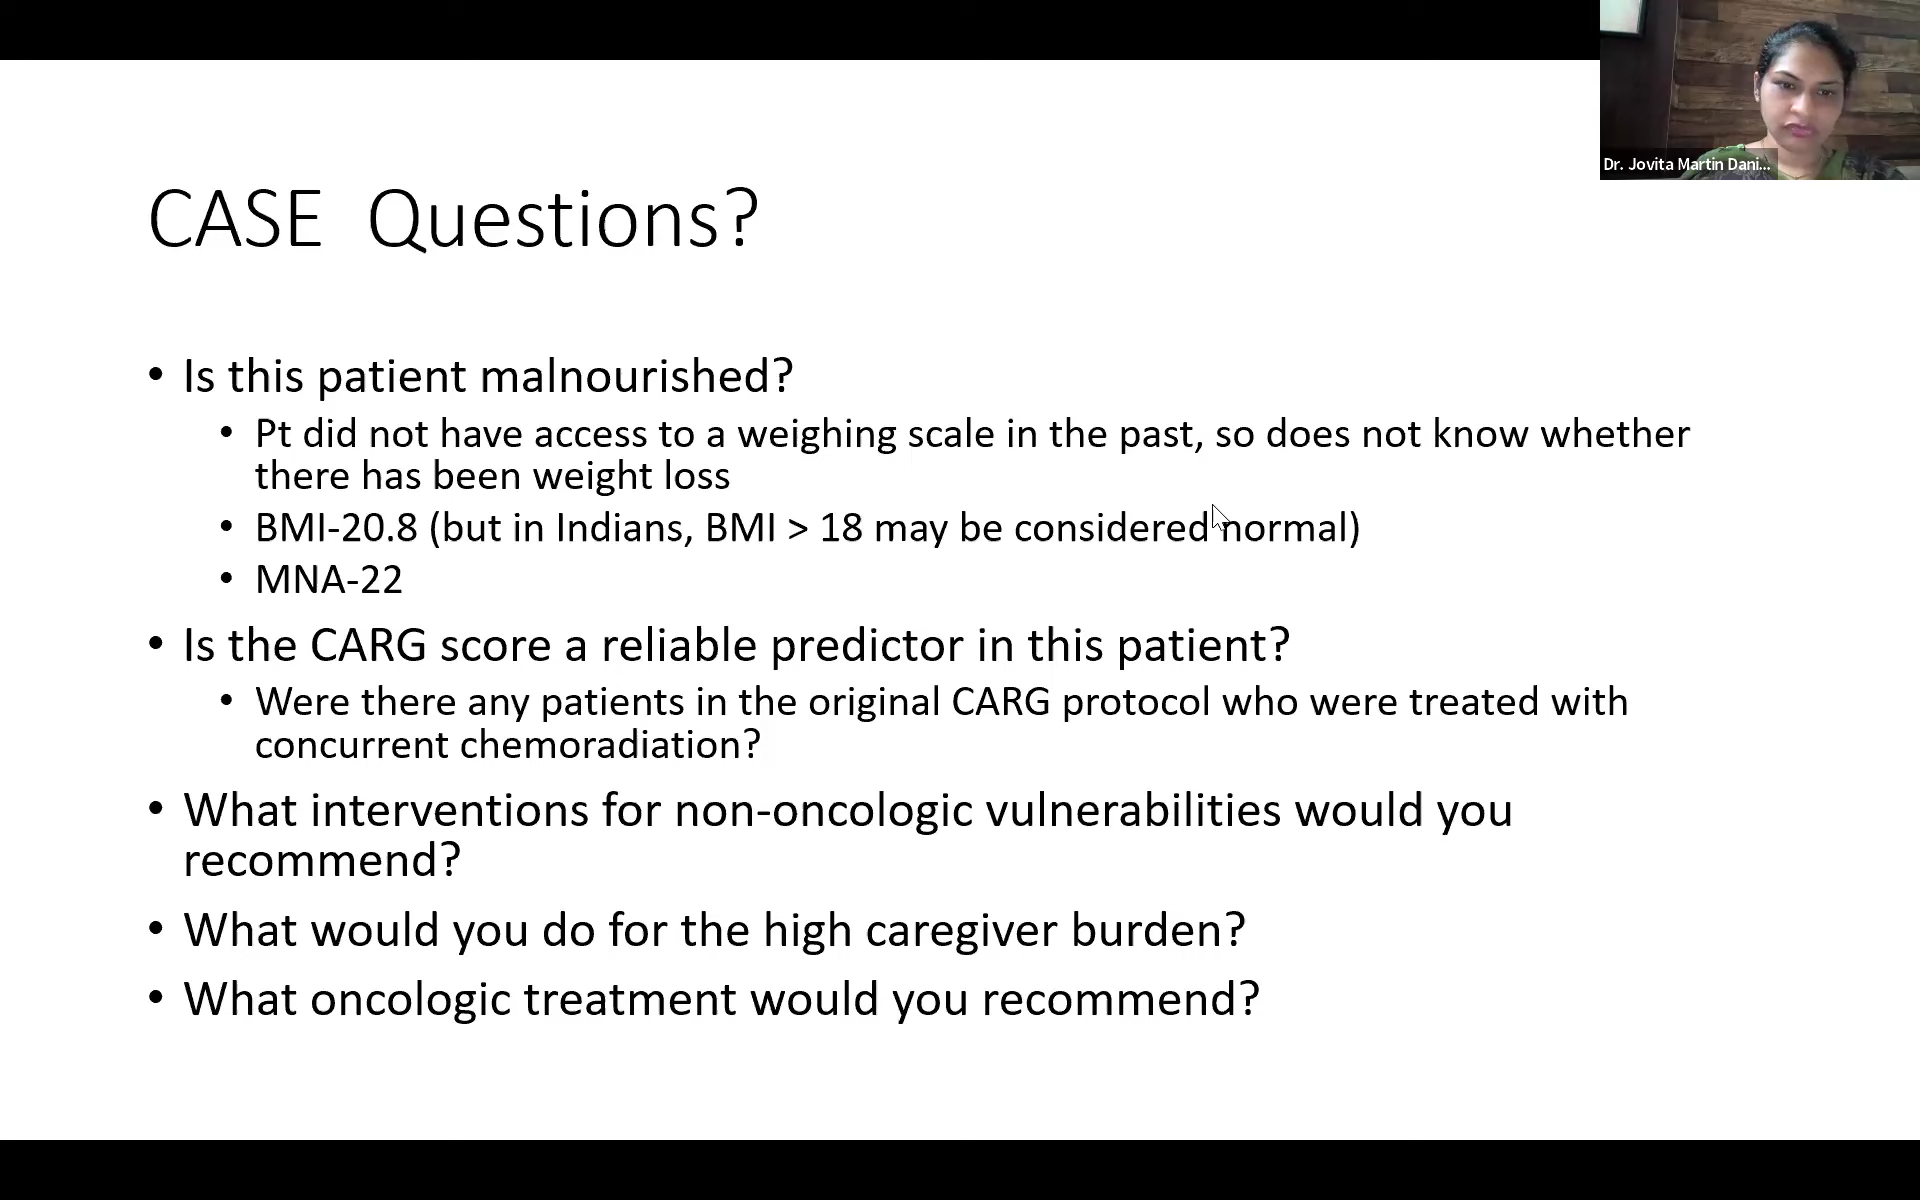 Dr. Jovita Martin Dani...
CASE  Questions?
• Is this patient malnourished?
• Pt did not have access to a weighing scale in the past, so does not know whether
there has been weight loss
• BMI-20.8 (but in Indians, BMI > 18 may be considered normal)
• MNA-22
• Is the CARG score a reliable predictor in this patient?
• Were there any patients in the original CARG protocol who were treated with
concurrent chemoradiation?
• What interventions for non-oncologic vulnerabilities would you
recommend?
• What would you do for the high caregiver burden?
• What oncologic treatment would you recommend?